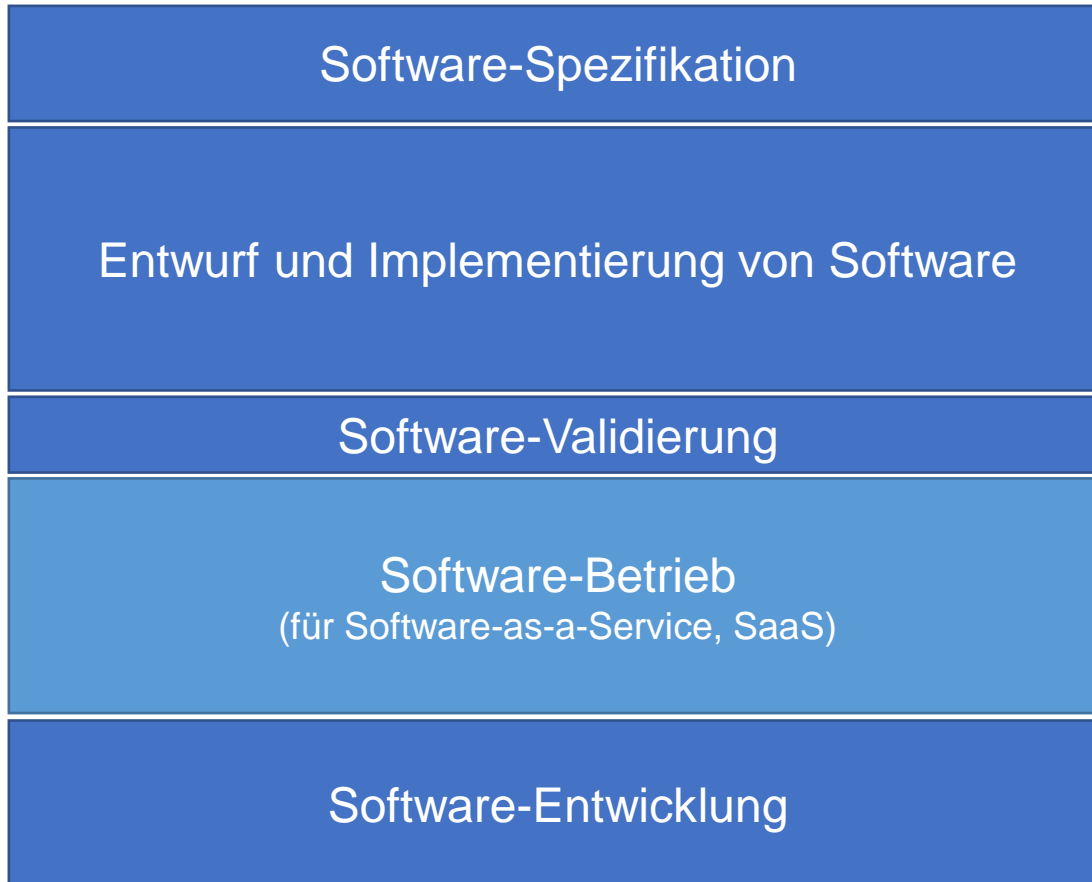 Software-Spezifikation
Entwurf und Implementierung von Software
Software-Validierung
Software-Betrieb
(für Software-as-a-Service, SaaS)
Software-Entwicklung